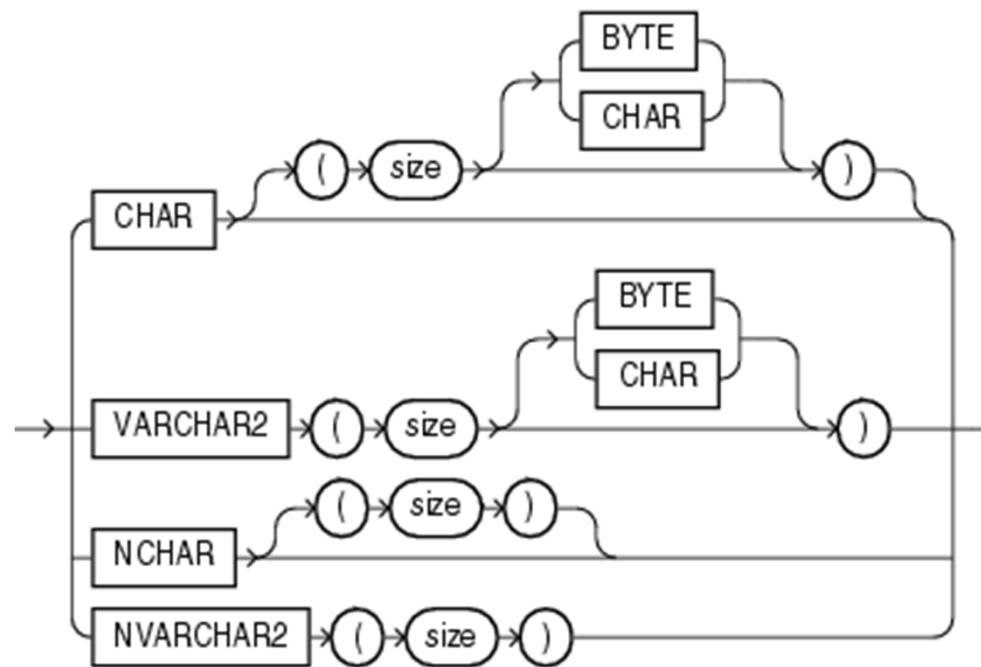 BYTE
CHAR
( size )
CHAR
BYTE
CHAR
VARCHAR2 ( size )
( size )
NCHAR
NVARCHAR2 ( size )